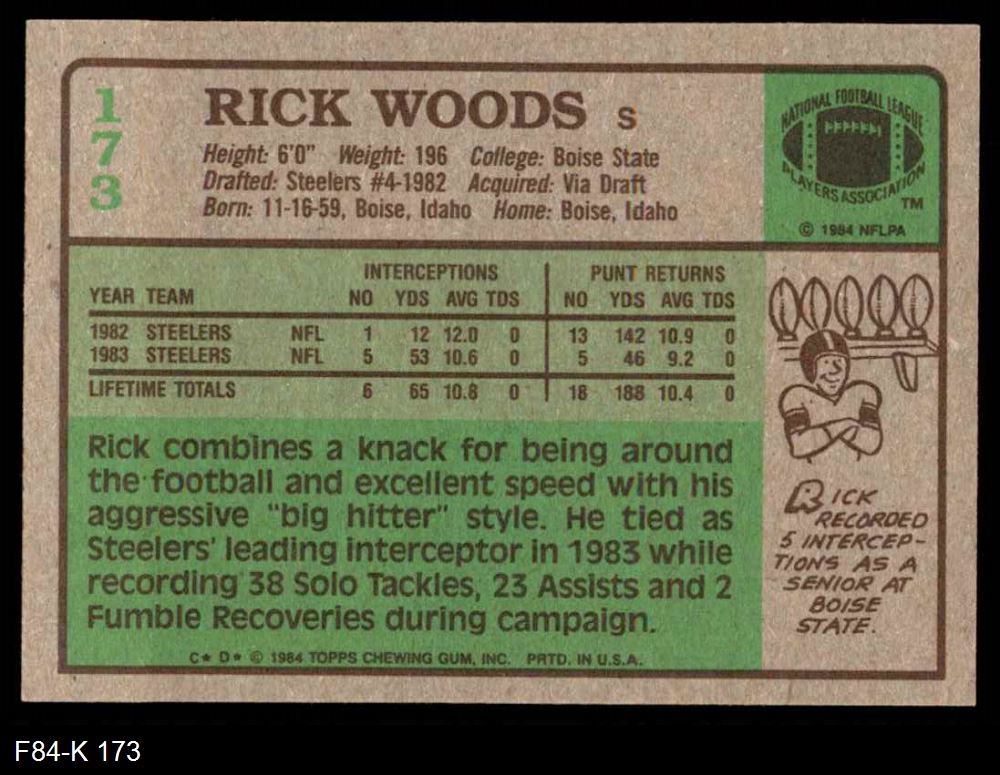 173
RICK WOODS S
Height: 6'0" Weight: 196 College: Boise State
Drafted: Steelers #4-1982 Acquired: Via Draft
Born: 11-16-59, Boise, Idaho Home: Boise, Idaho
NATIONAL FOOTBALL LEAGUE
PLAYERS ASSOCIATION
TM
© 1984 NFLPA
INTERCEPTIONS PUNT RETURNS
YEAR TEAM NO YDS AVG TDS NO YDS AVG TDS
1982 STEELERS NFL 1 12 12.0 0 13 142 10.9 0
1983 STEELERS NFL 5 53 10.6 0 5 46 9.2 0
LIFETIME TOTALS 6 65 10.8 0 18 188 10.4 0
Rick combines a knack for being around
the football and excellent speed with his
aggressive "big hitter" style. He tied as
Steelers' leading interceptor in 1983 while
recording 38 Solo Tackles, 23 Assists and 2
Fumble Recoveries during campaign.
RICK
RECORDED
5 INTERCEP-
TIONS AS A
SENIOR AT
BOISE
STATE.
C* D* © 1984 TOPPS CHEWING GUM, INC. PRTD. IN U.S.A.
F84-K 173